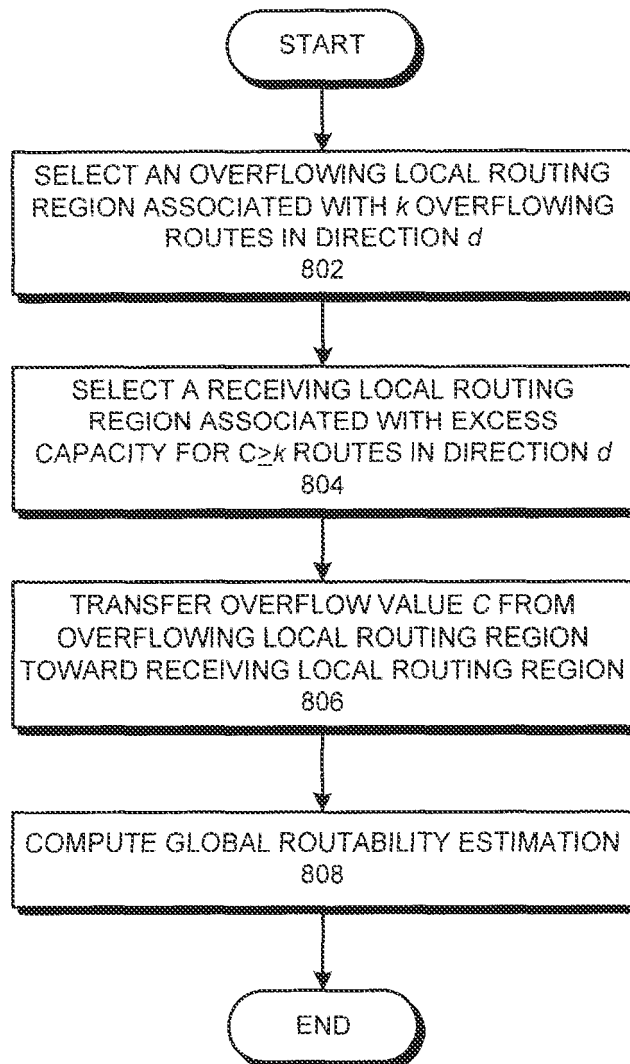 START
SELECT AN OVERFLOWING LOCAL ROUTING
REGION ASSOCIATED WITH k OVERFLOWING
ROUTES IN DIRECTION d
802
SELECT A RECEIVING LOCAL ROUTING
REGION ASSOCIATED WITH EXCESS
CAPACITY FOR C≥k ROUTES IN DIRECTION d
804
TRANSFER OVERFLOW VALUE C FROM
OVERFLOWING LOCAL ROUTING REGION
TOWARD RECEIVING LOCAL ROUTING REGION
806
COMPUTE GLOBAL ROUTABILITY ESTIMATION
808
END